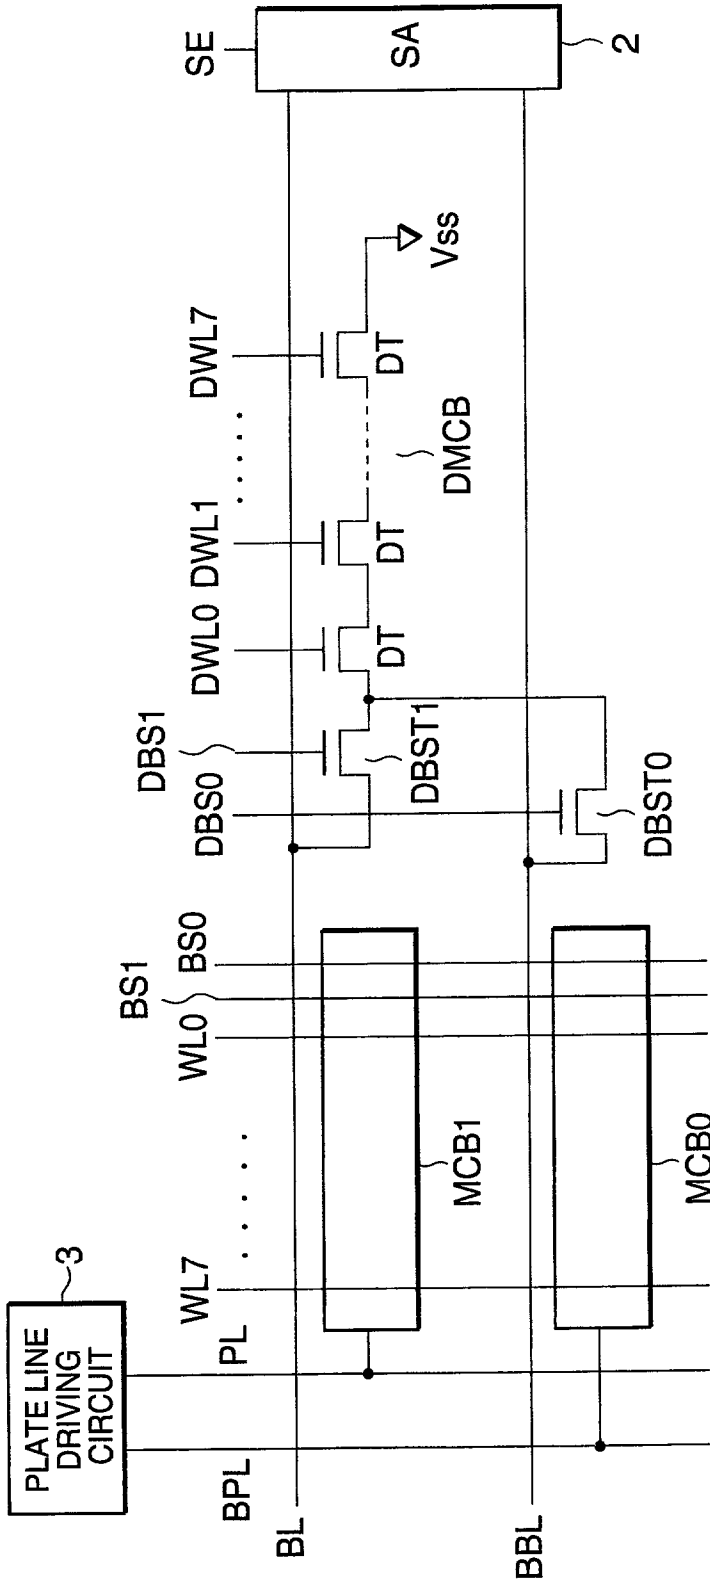 PLATE LINE
DRIVING
CIRCUIT
3
BPL
PL
WL7
. . . . .
WL0
BS1
BS0
DBS0
DBS1
DWL0
DWL1
. . . . .
DWL7
SE
BL
SA
2
MCB1
DBST1
DT
DT
DT
DMCB
Vss
BBL
MCB0
DBST0